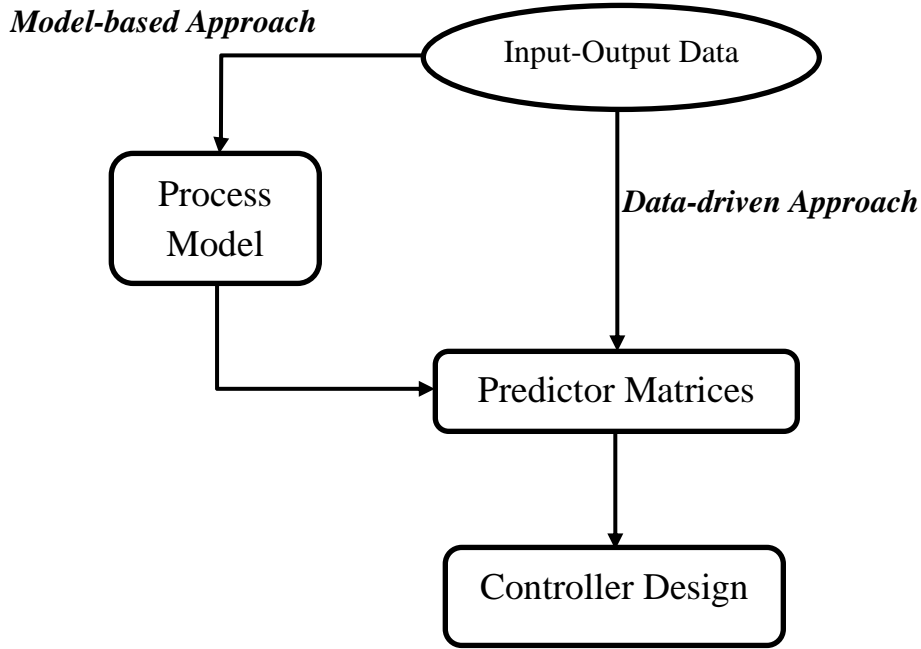 Model-based Approach
Input-Output Data
Process
Model
Data-driven Approach
Predictor Matrices
Controller Design